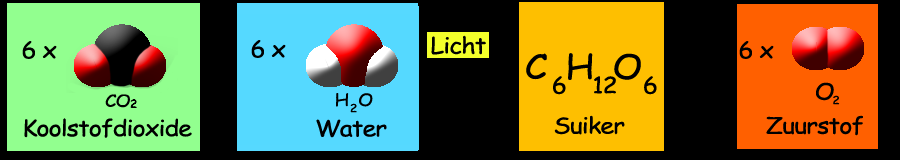 6 x
CO₂
Koolstofdioxide
6 x
H₂O
Water
Licht
C₆H₁₂O₆
Suiker
6 x
O₂
Zuurstof